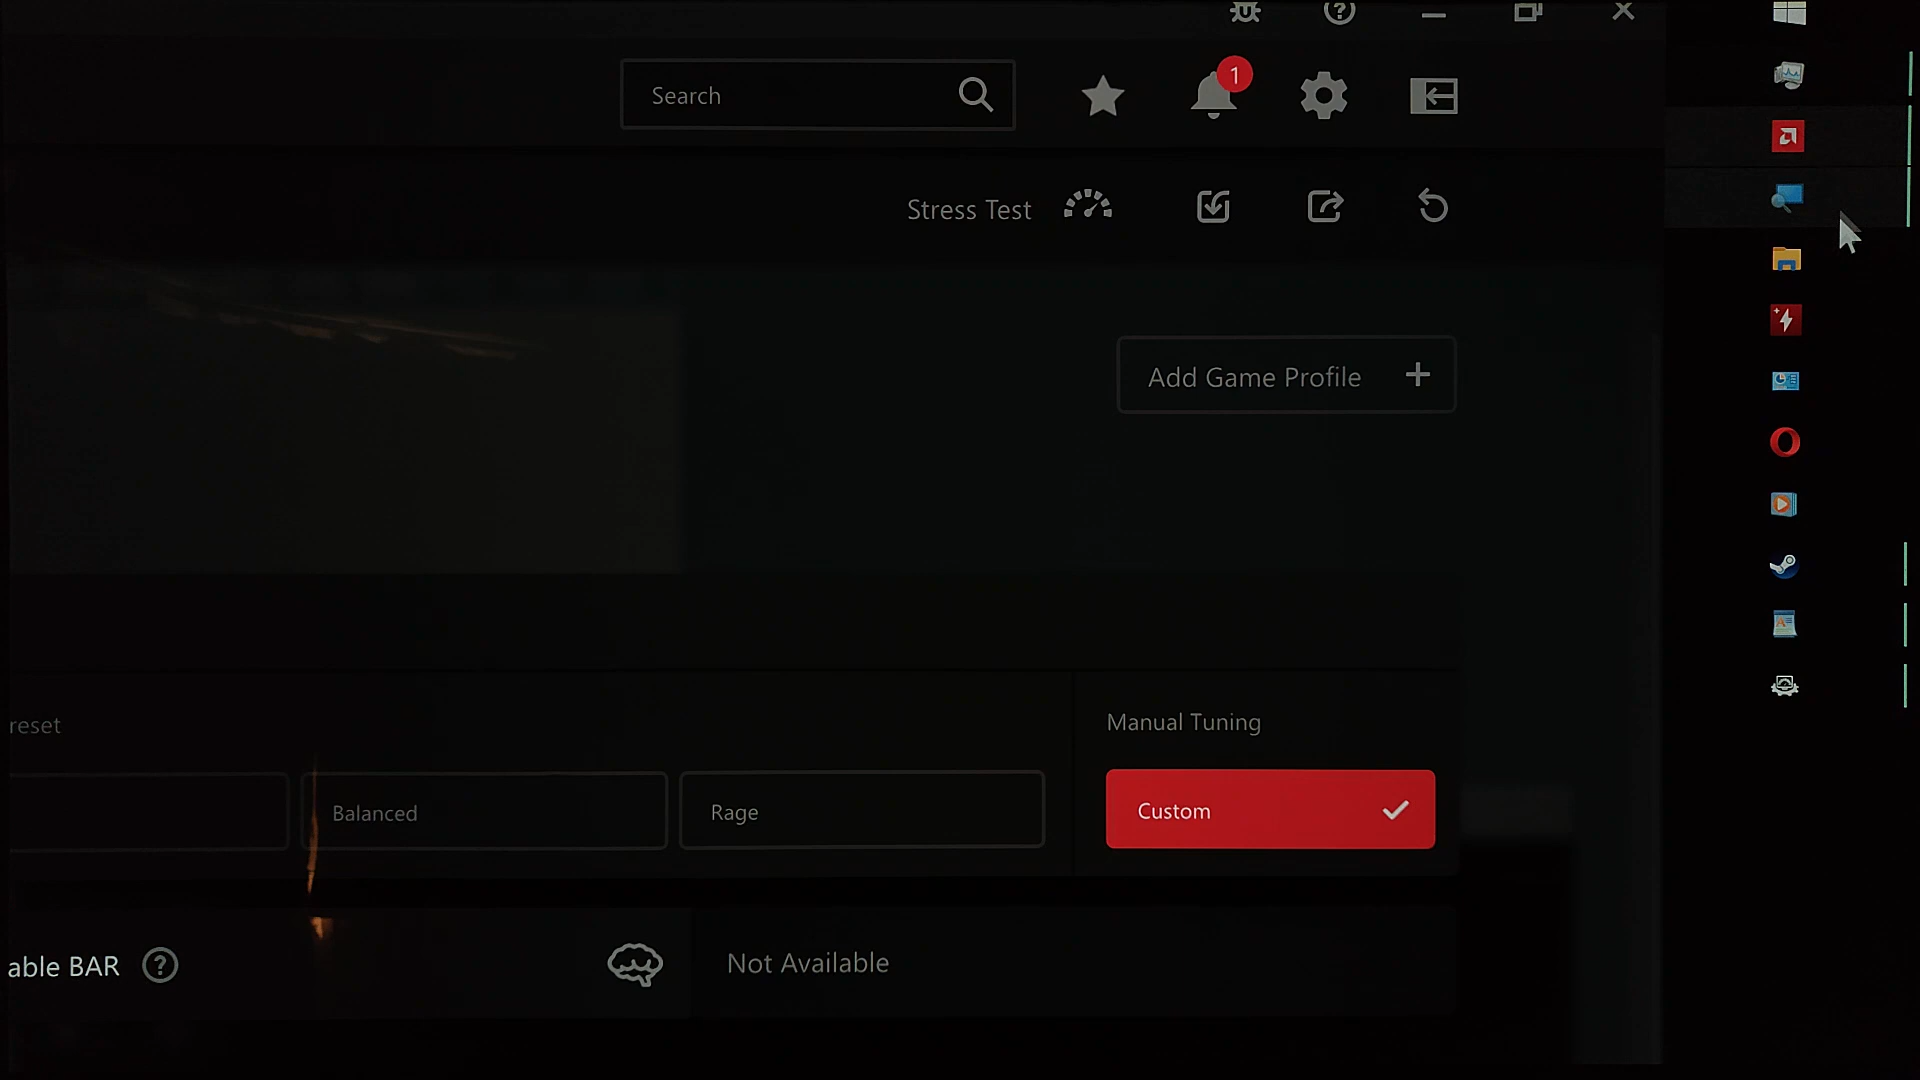 Search
1
Stress Test
Add Game Profile
reset
Manual Tuning
Balanced
Rage
Custom
able BAR
Not Available